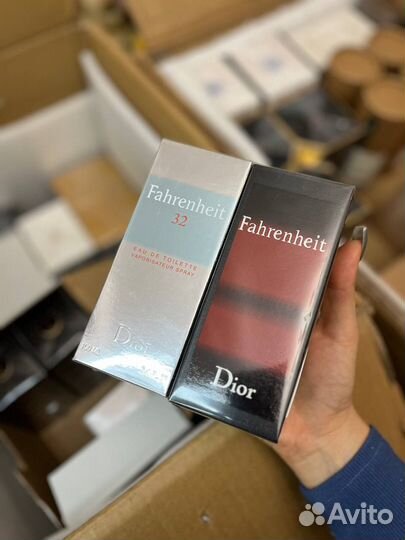 Fahrenheit
32
EAU DE TOILETTE
VAPORISATEUR SPRAY
Dior
Fahrenheit
Dior
Avito